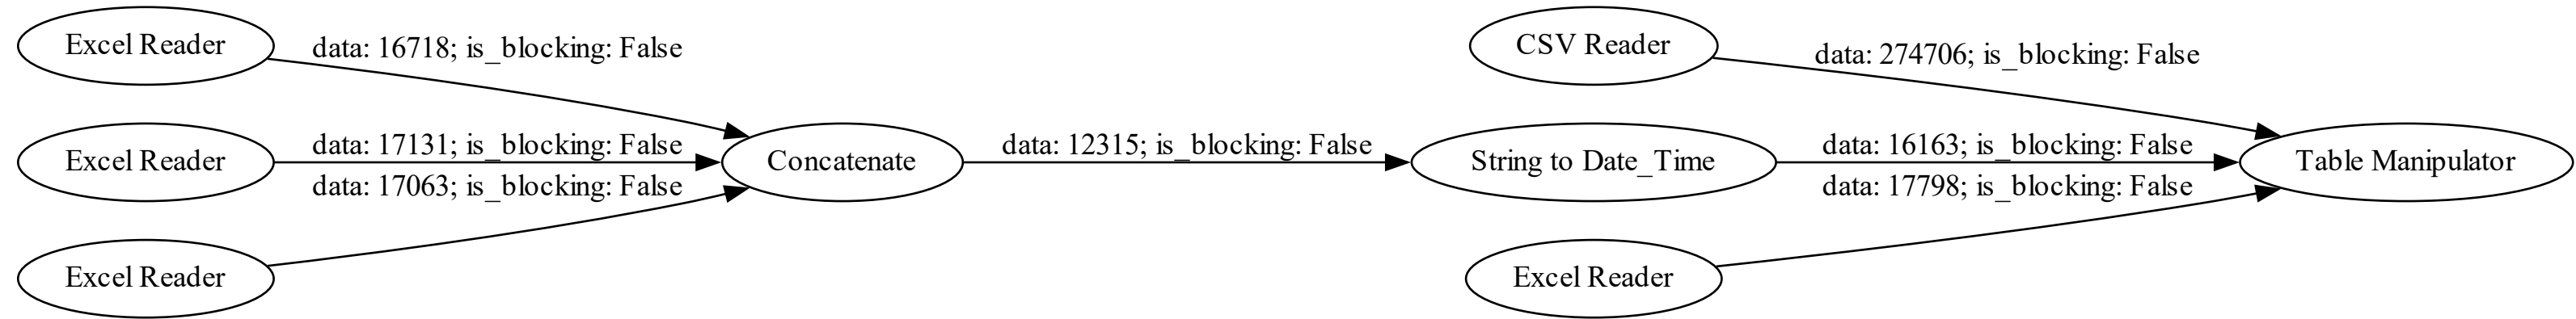 Excel Reader
data: 16718; is_blocking: False
CSV Reader
data: 274706; is_blocking: False
Excel Reader
data: 17131; is_blocking: False
Concatenate
data: 12315; is_blocking: False
String to Date_Time
data: 16163; is_blocking: False
Table Manipulator
data: 17063; is_blocking: False
data: 17798; is_blocking: False
Excel Reader
Excel Reader